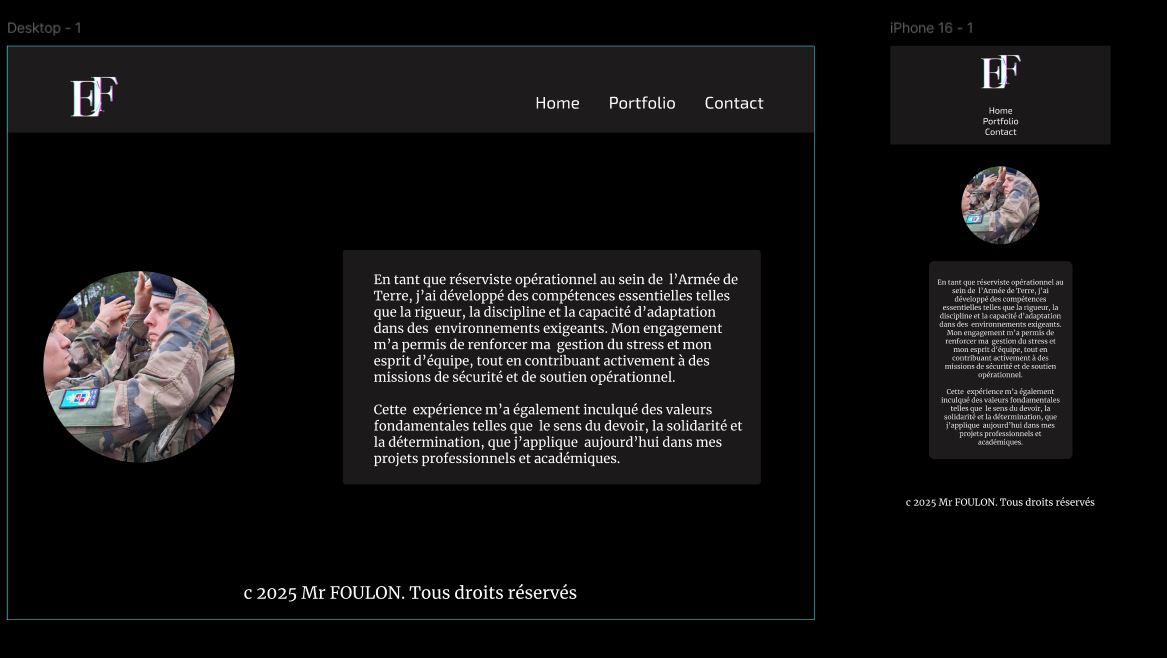 Desktop - 1
EF
Home Portfolio Contact
En tant que réserviste opérationnel au sein de l’Armée de
Terre, j’ai développé des compétences essentielles telles
que la rigueur, la discipline et la capacité d’adaptation
dans des environnements exigeants. Mon engagement
m’a permis de renforcer ma gestion du stress et mon
esprit d’équipe, tout en contribuant activement à des
missions de sécurité et de soutien opérationnel.
Cette expérience m’a également inculqué des valeurs
fondamentales telles que le sens du devoir, la solidarité et
la détermination, que j’applique aujourd’hui dans mes
projets professionnels et académiques.
c 2025 Mr FOULON. Tous droits réservés
iPhone 16 - 1
EF
Home
Portfolio
Contact
En tant que réserviste opérationnel au
sein de l’Armée de Terre, j’ai
développé des compétences
essentielles telles que la rigueur, la
discipline et la capacité d’adaptation
dans des environnements exigeants.
Mon engagement m’a permis de
renforcer ma gestion du stress et
mon esprit d’équipe, tout en
contribuant activement à des
missions de sécurité et de soutien
opérationnel.
Cette expérience m’a également
inculqué des valeurs fondamentales
telles que le sens du devoir, la
solidarité et la détermination, que
j’applique aujourd’hui dans mes
projets professionnels et
académiques.
c 2025 Mr FOULON. Tous droits réservés